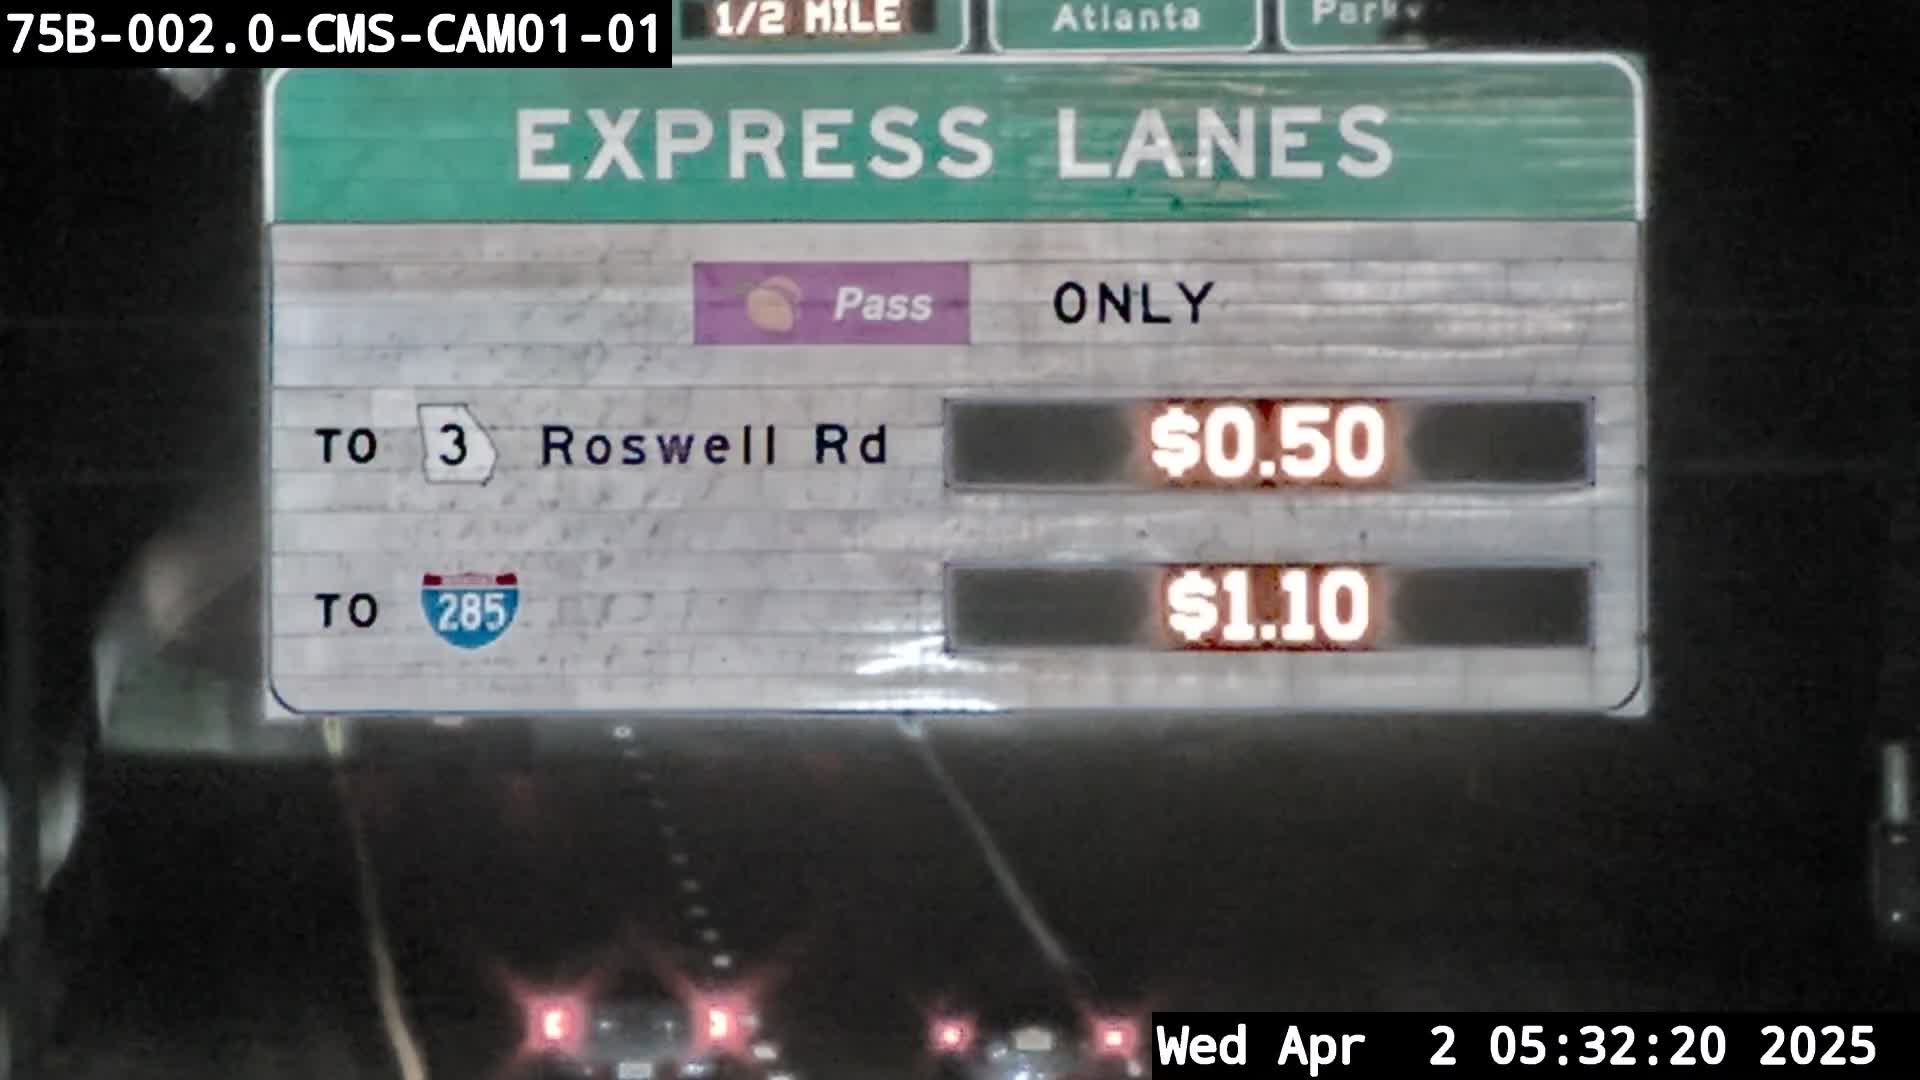 75B-002.0-CMS-CAM01-01
1/2 MILE
Atlanta
EXPRESS LANES
Pass ONLY
TO 3 Roswell Rd $0.50
TO 285 $1.10
Wed Apr 2 05:32:20 2025